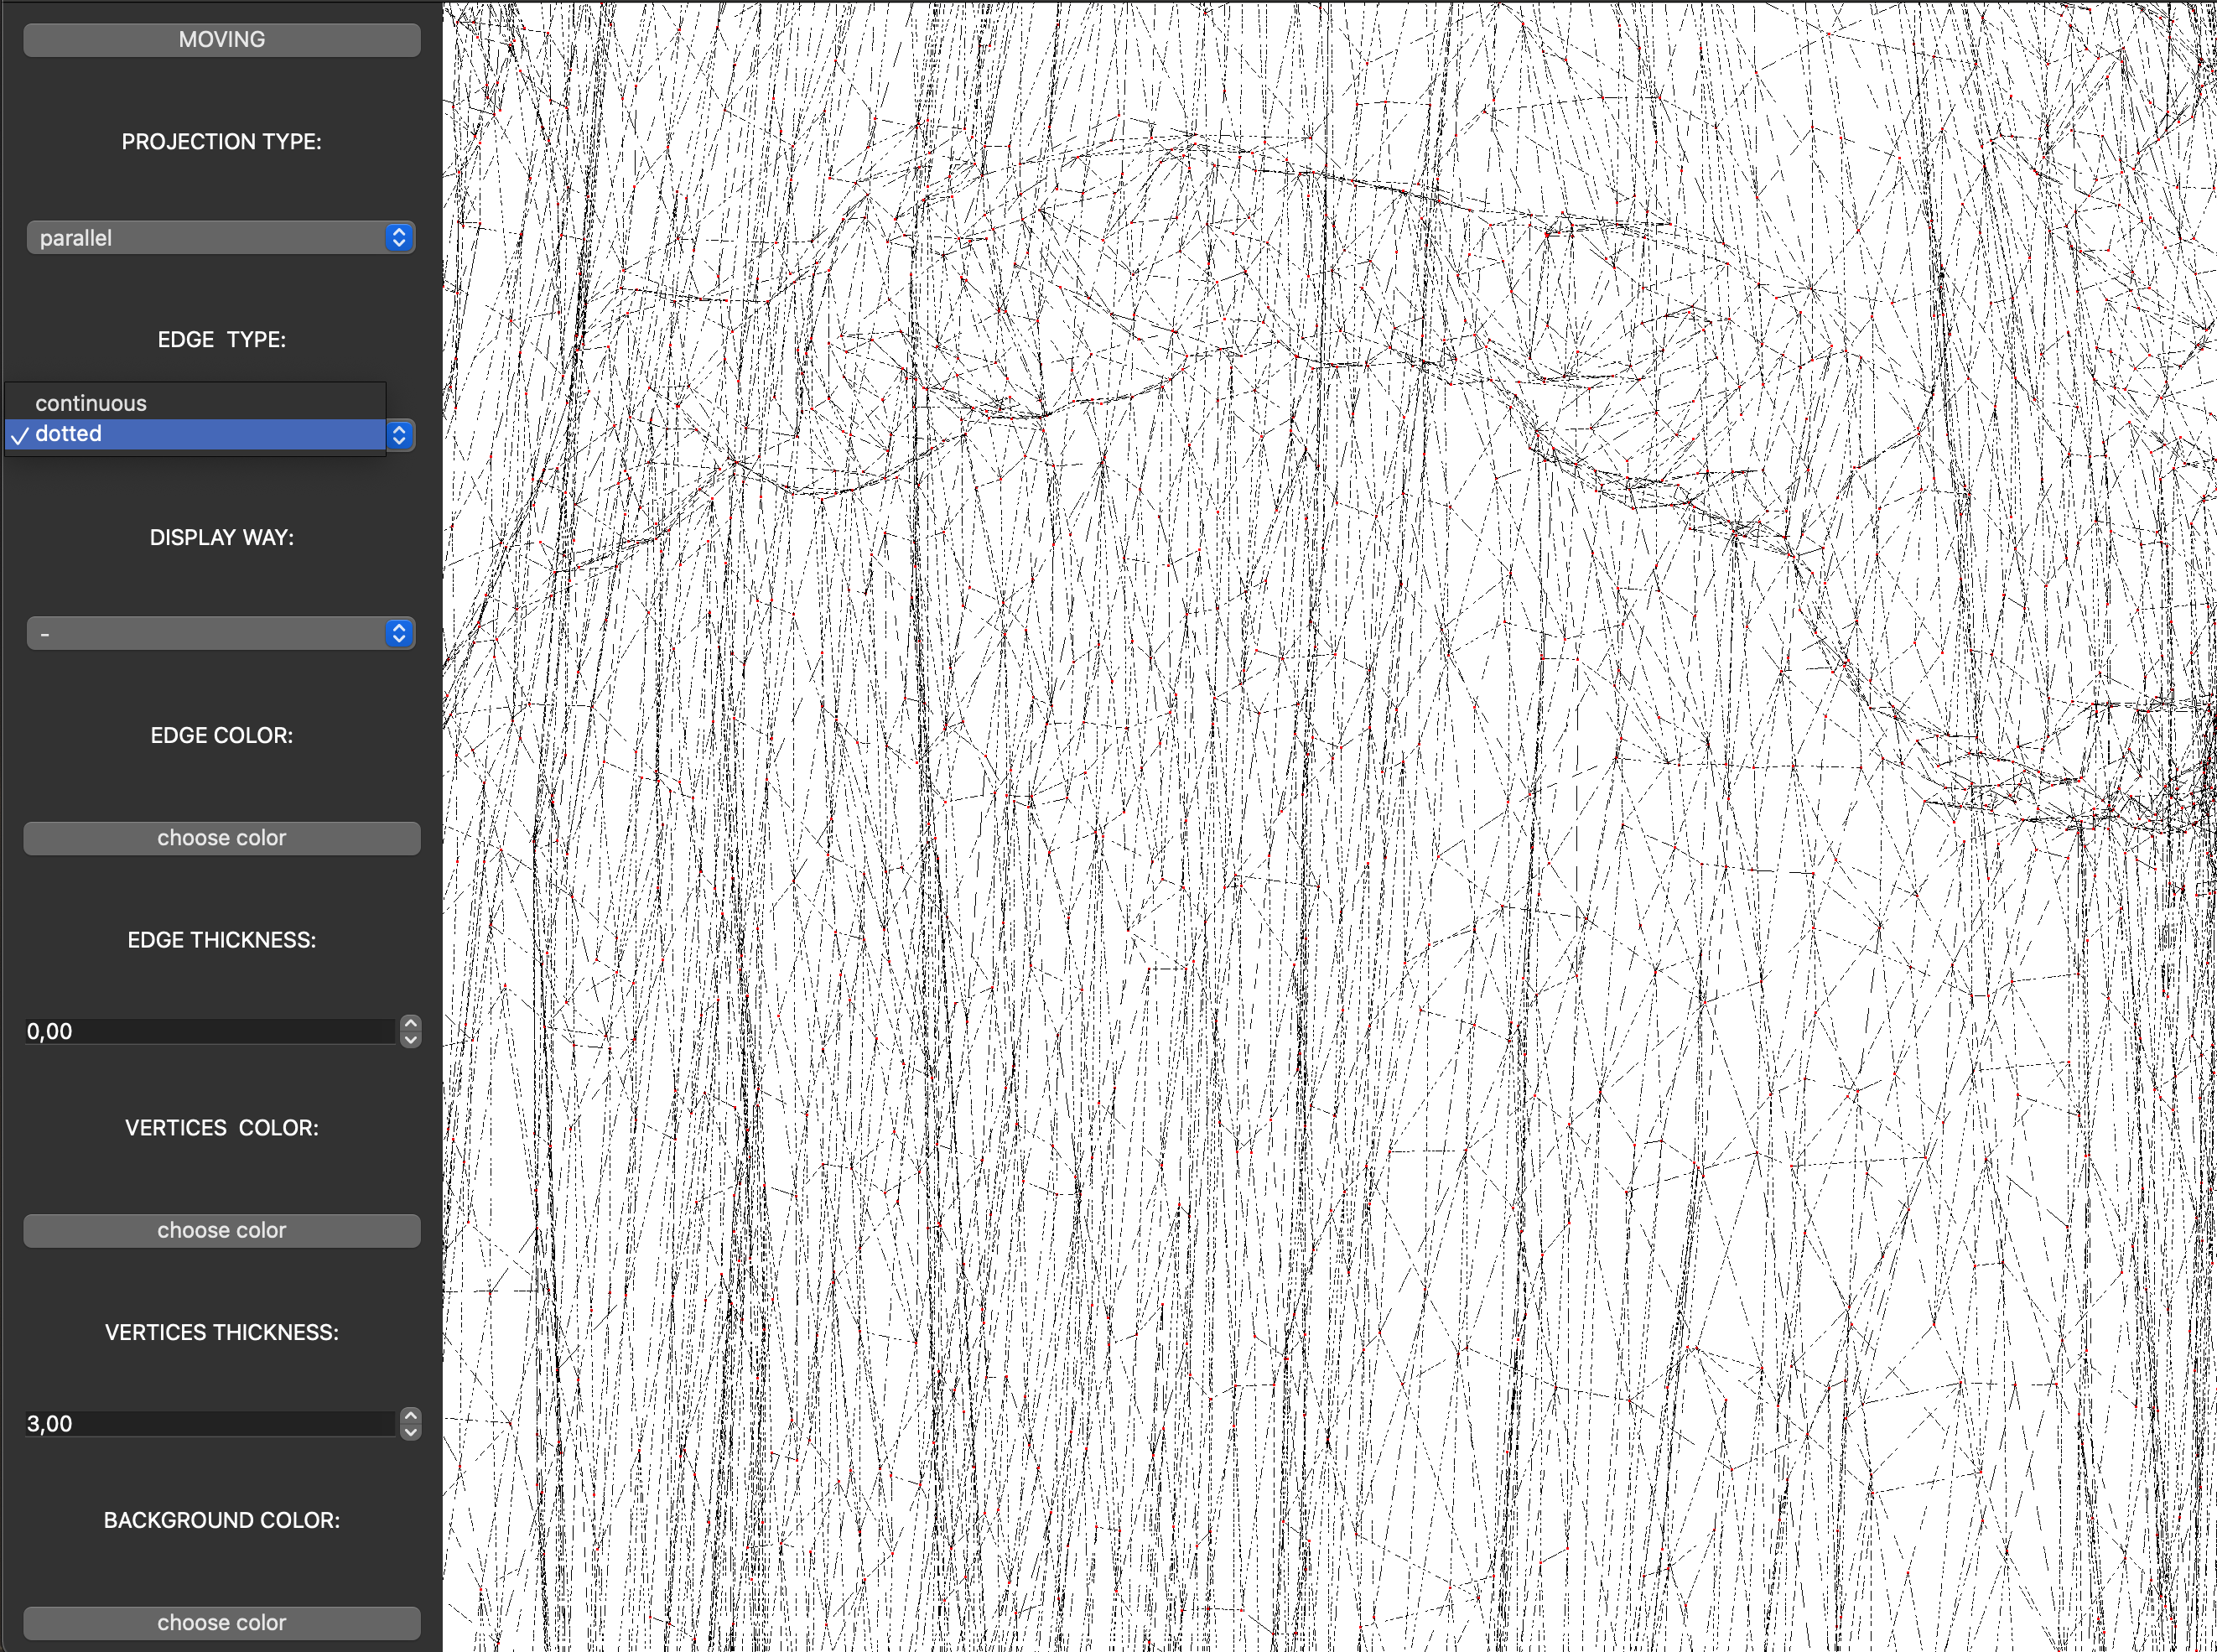 MOVING
PROJECTION TYPE:
parallel
EDGE  TYPE:
continuous
✓ dotted
DISPLAY WAY:
-
EDGE COLOR:
choose color
EDGE THICKNESS:
0,00
VERTICES  COLOR:
choose color
VERTICES THICKNESS:
3,00
BACKGROUND COLOR:
choose color